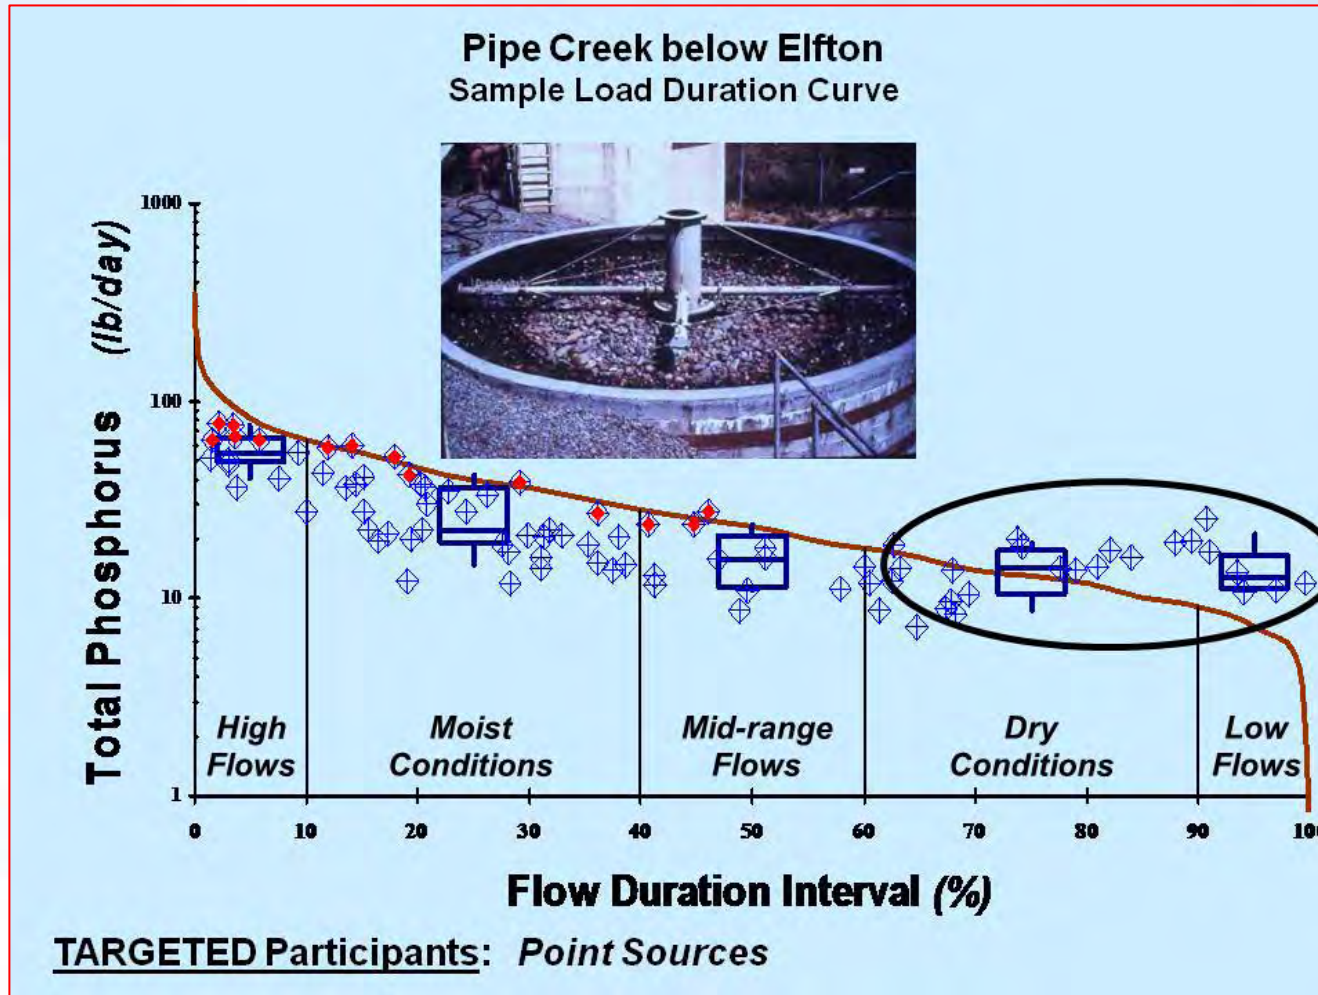 Pipe Creek below Elfton
Sample Load Duration Curve
Total Phosphorus (lb/day)
1000
100
10
1
High
Flows
Moist
Conditions
Mid-range
Flows
Dry
Conditions
Low
Flows
0 10 20 30 40 50 60 70 80 90 100
Flow Duration Interval (%)
TARGETED Participants: Point Sources